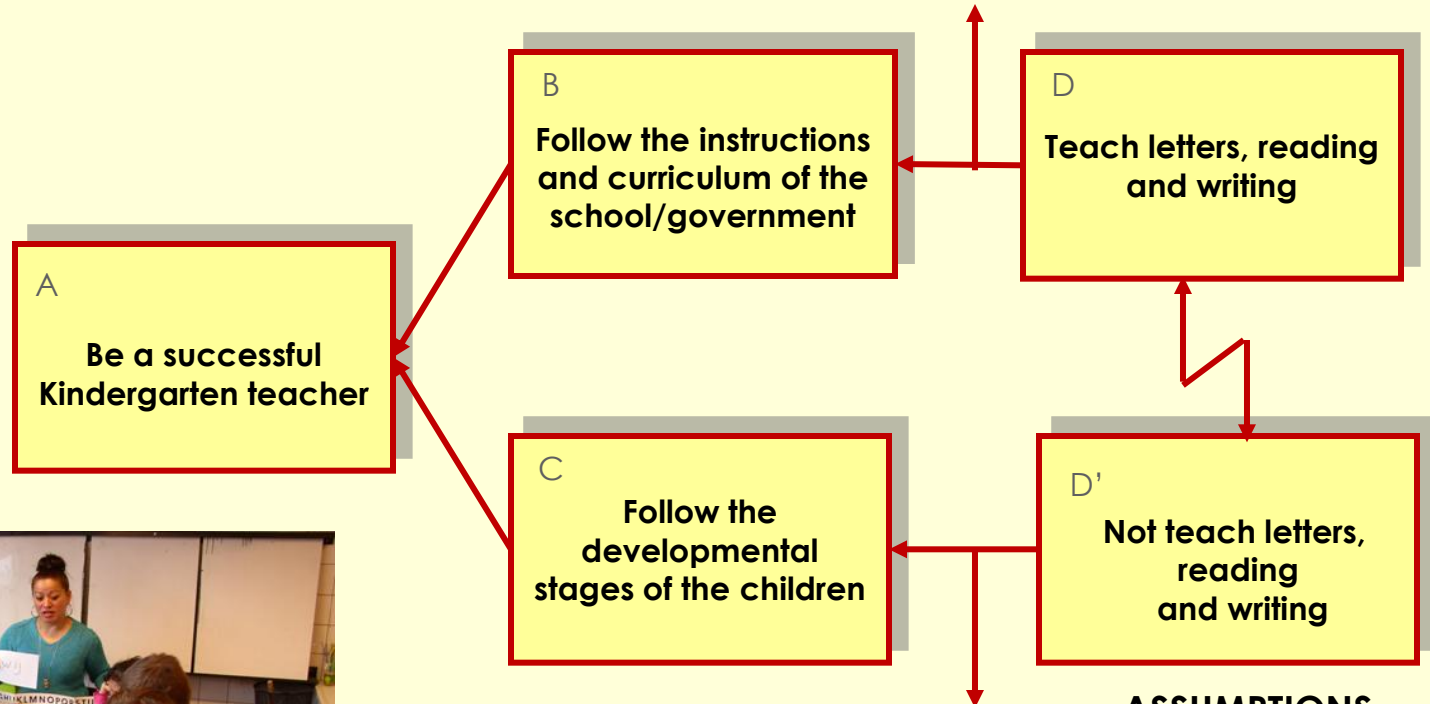 B
Follow the instructions
and curriculum of the
school/government
D
Teach letters, reading
and writing
A
Be a successful
Kindergarten teacher
C
Follow the
developmental
stages of the children
D’
Not teach letters,
reading
and writing
ASSUMPTIONS